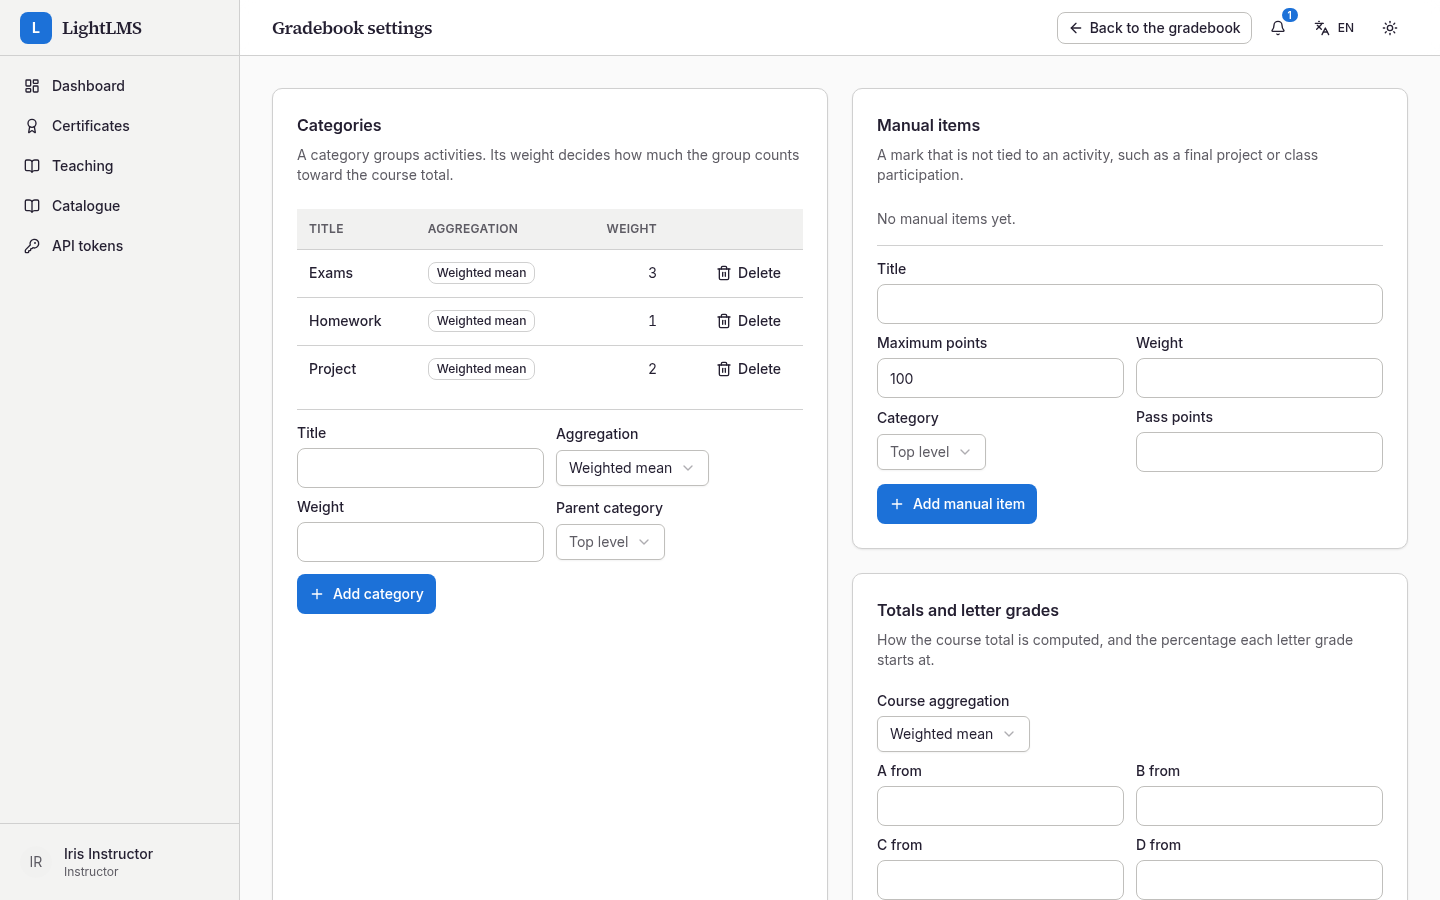 L LightLMS
Gradebook settings
Back to the gradebook
1
EN
Dashboard
Certificates
Teaching
Catalogue
API tokens
Categories
A category groups activities. Its weight decides how much the group counts
toward the course total.
TITLE AGGREGATION WEIGHT
Exams Weighted mean 3 Delete
Homework Weighted mean 1 Delete
Project Weighted mean 2 Delete
Title Aggregation
Weighted mean
Weight Parent category
Top level
Add category
Manual items
A mark that is not tied to an activity, such as a final project or class
participation.
No manual items yet.
Title
Maximum points Weight
100
Category Pass points
Top level
Add manual item
Totals and letter grades
How the course total is computed, and the percentage each letter grade
starts at.
Course aggregation
Weighted mean
A from B from
C from D from
IR
Iris Instructor
Instructor